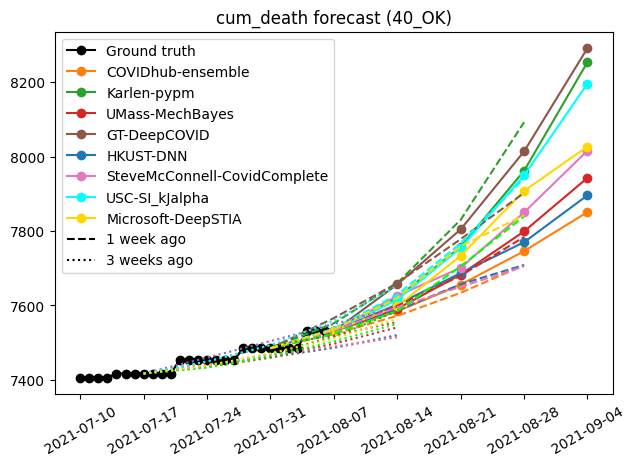 cum_death forecast (40_OK)
Ground truth
COVIDhub-ensemble
Karlen-pypm
UMass-MechBayes
GT-DeepCOVID
HKUST-DNN
SteveMcConnell-CovidComplete
USC-SI_kJalpha
Microsoft-DeepSTIA
1 week ago
3 weeks ago
8200
8000
7800
7600
7400
2021-07-10
2021-07-17
2021-07-24
2021-07-31
2021-08-07
2021-08-14
2021-08-21
2021-08-28
2021-09-04